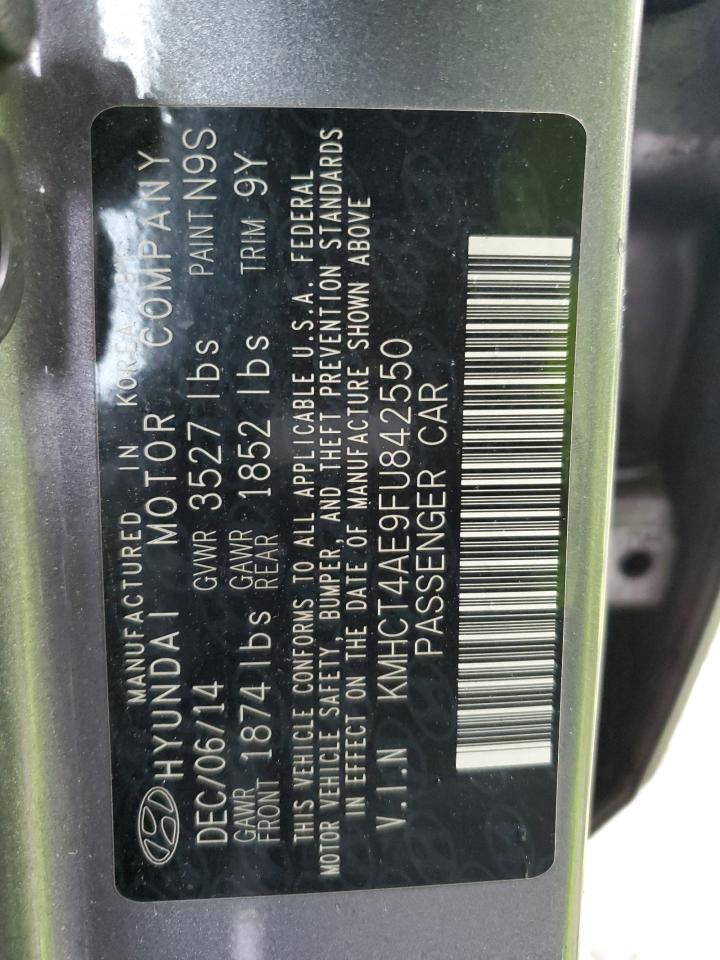 MANUFACTURED IN KOREA BY
HYUNDAI MOTOR COMPANY
DEC/06/14 GVWR 3527 lbs PAINT N9S
GAWR FRONT 1874 lbs GAWR REAR 1852 lbs TRIM 9Y
THIS VEHICLE CONFORMS TO ALL APPLICABLE U.S.A. FEDERAL
MOTOR VEHICLE SAFETY, BUMPER, AND THEFT PREVENTION STANDARDS
IN EFFECT ON THE DATE OF MANUFACTURE SHOWN ABOVE
V.I.N KMHCT4AE9FU842550
PASSENGER CAR